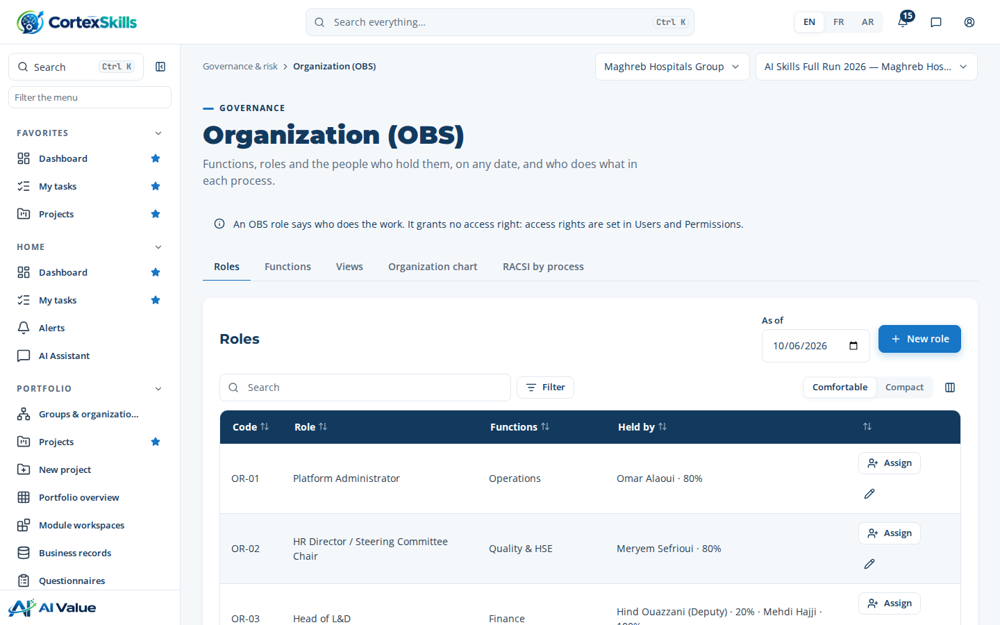 CortexSkills
Search everything...
Ctrl K
EN
FR
AR
15
Search
Ctrl K
Filter the menu
FAVORITES
Dashboard
My tasks
Projects
HOME
Dashboard
My tasks
Alerts
AI Assistant
PORTFOLIO
Groups & organizatio...
Projects
New project
Portfolio overview
Module workspaces
Business records
Questionnaires
AI Value
Governance & risk > Organization (OBS)
Maghreb Hospitals Group
AI Skills Full Run 2026 — Maghreb Hos...
GOVERNANCE
Organization (OBS)
Functions, roles and the people who hold them, on any date, and who does what in
each process.
An OBS role says who does the work. It grants no access right: access rights are set in Users and Permissions.
Roles
Functions
Views
Organization chart
RACSI by process
Roles
As of
10/06/2026
New role
Search
Filter
Comfortable
Compact
Code
Role
Functions
Held by
OR-01
Platform Administrator
Operations
Omar Alaoui · 80%
Assign
OR-02
HR Director / Steering Committee
Chair
Quality & HSE
Meryem Sefrioui · 80%
Assign
OR-03
Head of L&D
Finance
Hind Ouazzani (Deputy) · 20% · Mehdi Hajji ·
Assign